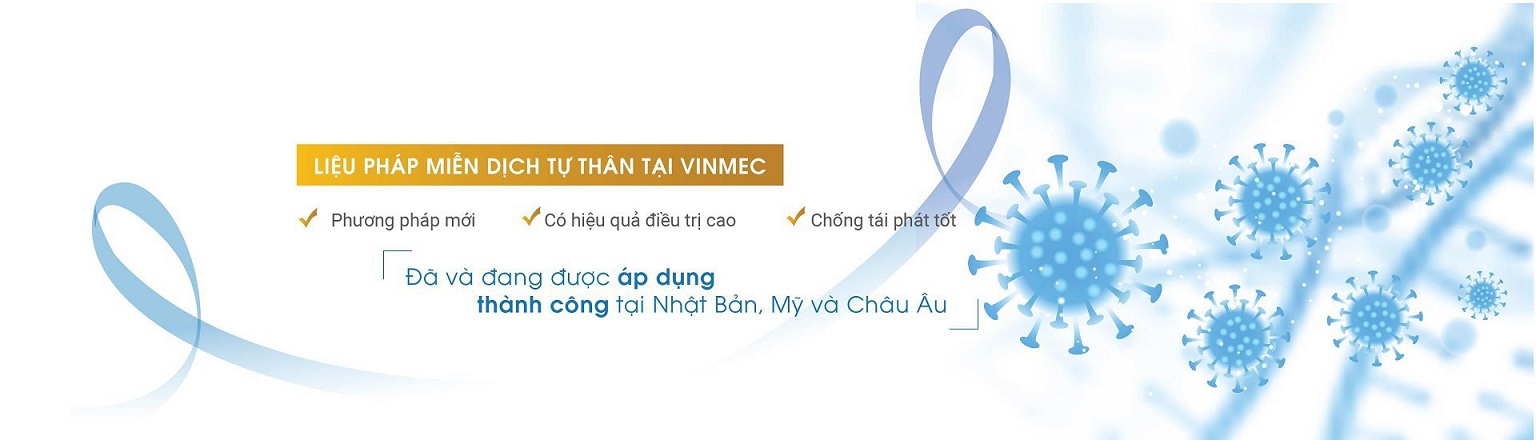 LIỆU PHÁP MIỄN DỊCH TỰ THÂN TẠI VINMEC
Phương pháp mới
Có hiệu quả điều trị cao
Chống tái phát tốt
Đã và đang được áp dụng
thành công tại Nhật Bản, Mỹ và Châu Âu